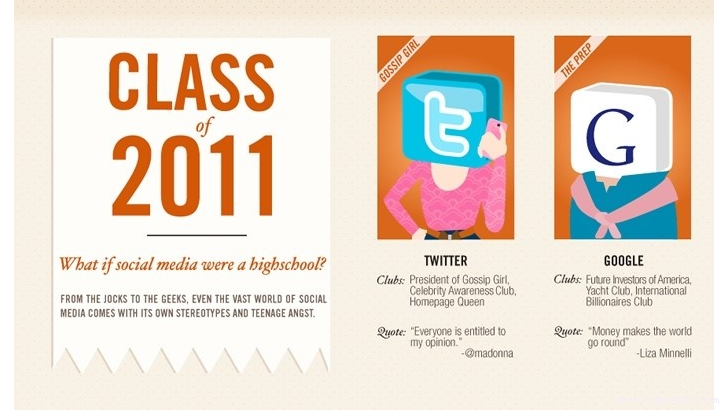 CLASS
of
2011
What if social media were a highschool?
FROM THE JOCKS TO THE GEEKS, EVEN THE VAST WORLD OF SOCIAL
MEDIA COMES WITH ITS OWN STEREOTYPES AND TEENAGE ANGST.
GOSSIP GIRL
t
TWITTER
Clubs: President of Gossip Girl,
Celebrity Awareness Club,
Homepage Queen
Quote: “Everyone is entitled to
my opinion.”
-@madonna
THE PREP
G
GOOGLE
Clubs: Future Investors of America,
Yacht Club, International
Billionaires Club
Quote: “Money makes the world
go round”
-Liza Minnelli